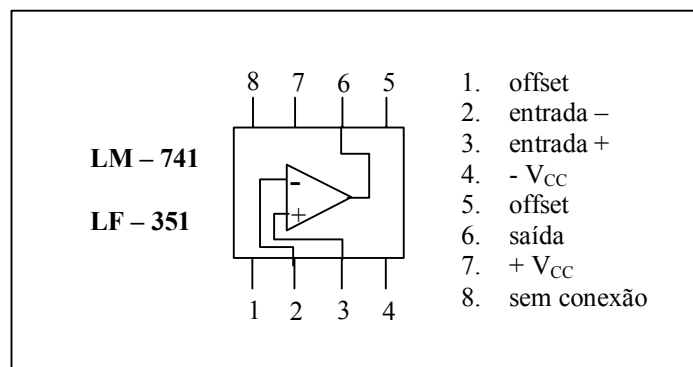 8 7 6 5
LM – 741
LF – 351
-
+
1 2 3 4
1. offset
2. entrada –
3. entrada +
4. - VCC
5. offset
6. saída
7. + VCC
8. sem conexão